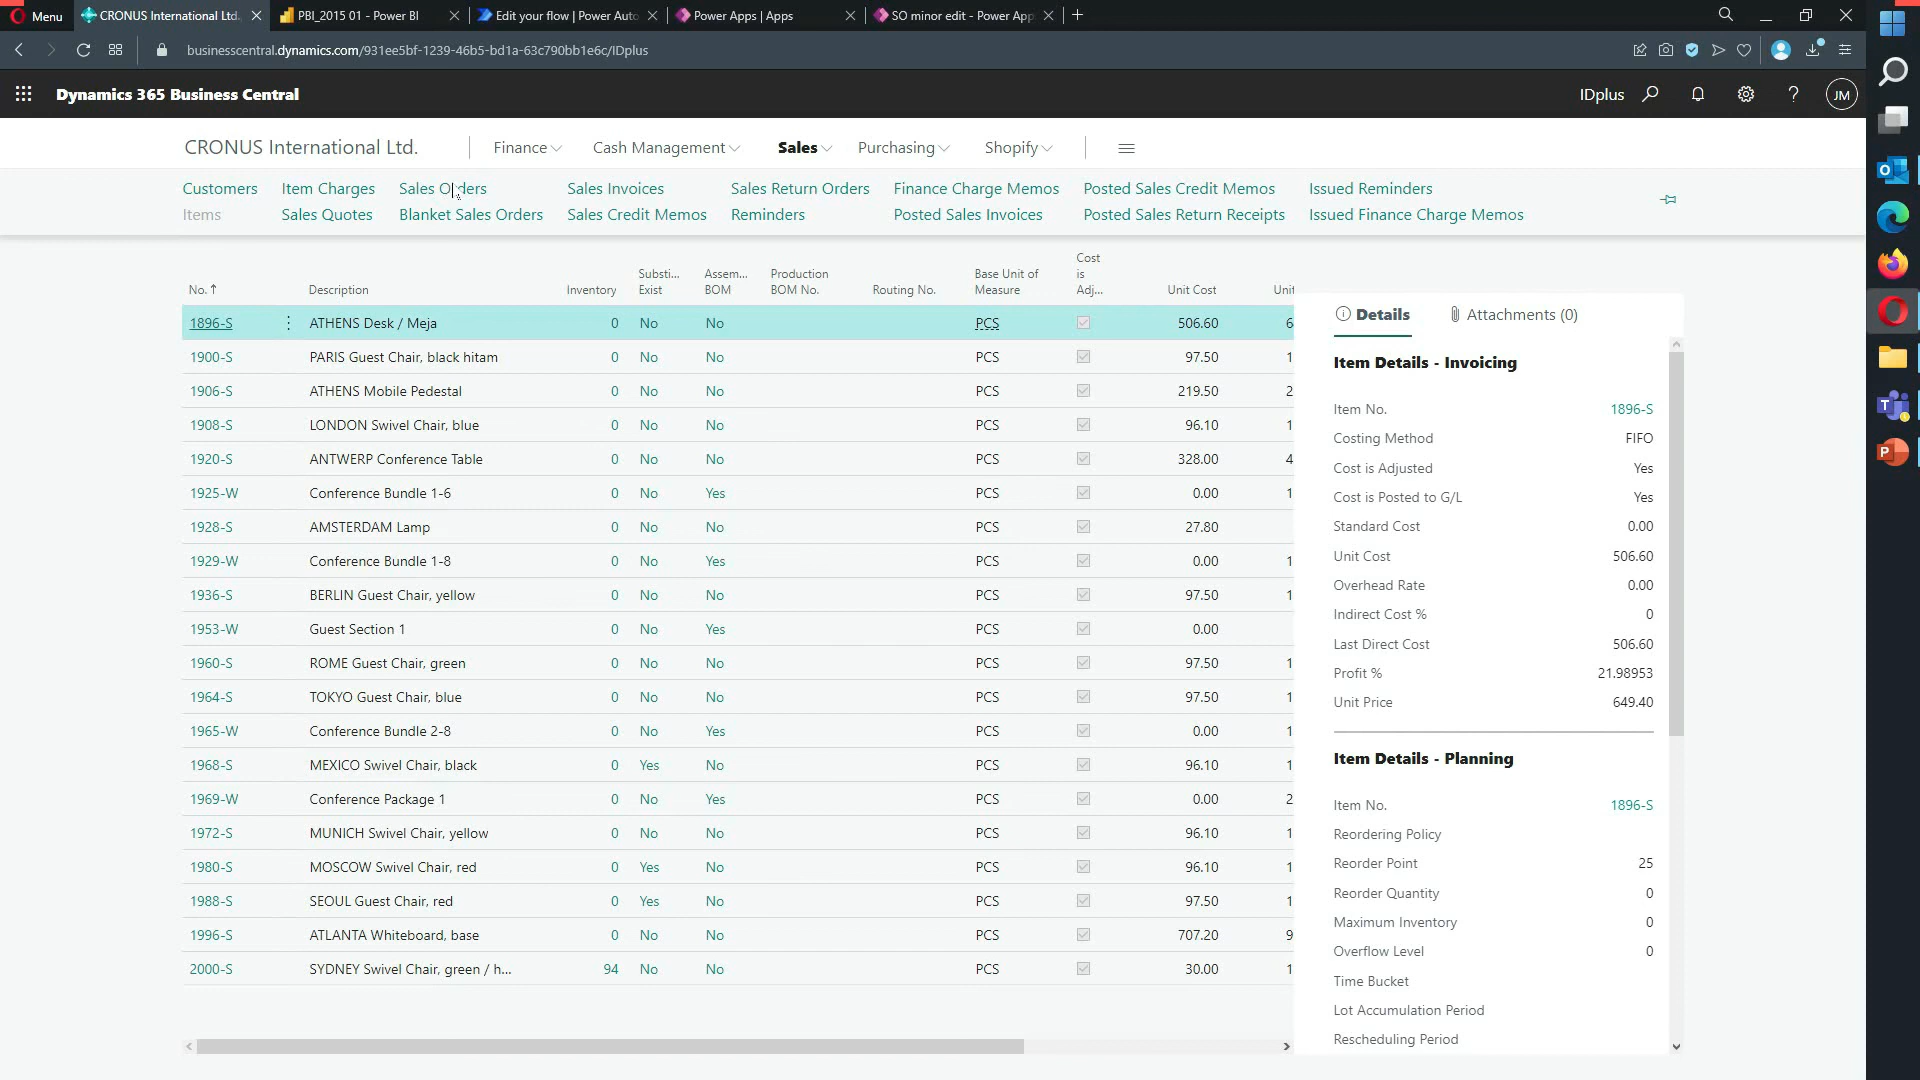 Menu
CRONUS International Ltd.
PBI_2015 01 - Power BI
Edit your flow | Power Auto
Power Apps | Apps
SO minor edit - Power App
businesscentral.dynamics.com/931ee5bf-1239-46b5-bd1a-63c790bb1e6c/IDplus
Dynamics 365 Business Central
IDplus
JM
CRONUS International Ltd.
Finance
Cash Management
Sales
Purchasing
Shopify
Customers Item Charges Sales Orders Sales Invoices Sales Return Orders Finance Charge Memos Posted Sales Credit Memos Issued Reminders
Items Sales Quotes Blanket Sales Orders Sales Credit Memos Reminders Posted Sales Invoices Posted Sales Return Receipts Issued Finance Charge Memos
No. ↑ Description Inventory Substi... Exist Assem... BOM Production BOM No. Routing No. Base Unit of Measure Cost is Adj... Unit Cost Unit
1896-S ATHENS Desk / Meja 0 No No PCS 506.60 6
1900-S PARIS Guest Chair, black hitam 0 No No PCS 97.50 1
1906-S ATHENS Mobile Pedestal 0 No No PCS 219.50 2
1908-S LONDON Swivel Chair, blue 0 No No PCS 96.10 1
1920-S ANTWERP Conference Table 0 No No PCS 328.00 4
1925-W Conference Bundle 1-6 0 No Yes PCS 0.00 1
1928-S AMSTERDAM Lamp 0 No No PCS 27.80
1929-W Conference Bundle 1-8 0 No Yes PCS 0.00 1
1936-S BERLIN Guest Chair, yellow 0 No No PCS 97.50 1
1953-W Guest Section 1 0 No Yes PCS 0.00
1960-S ROME Guest Chair, green 0 No No PCS 97.50 1
1964-S TOKYO Guest Chair, blue 0 No No PCS 97.50 1
1965-W Conference Bundle 2-8 0 No Yes PCS 0.00 1
1968-S MEXICO Swivel Chair, black 0 Yes No PCS 96.10 1
1969-W Conference Package 1 0 No Yes PCS 0.00 2
1972-S MUNICH Swivel Chair, yellow 0 No No PCS 96.10 1
1980-S MOSCOW Swivel Chair, red 0 Yes No PCS 96.10 1
1988-S SEOUL Guest Chair, red 0 Yes No PCS 97.50 1
1996-S ATLANTA Whiteboard, base 0 No No PCS 707.20 9
2000-S SYDNEY Swivel Chair, green / h... 94 No No PCS 30.00 1
Details
Attachments (0)
Item Details - Invoicing
Item No. 1896-S
Costing Method FIFO
Cost is Adjusted Yes
Cost is Posted to G/L Yes
Standard Cost 0.00
Unit Cost 506.60
Overhead Rate 0.00
Indirect Cost % 0
Last Direct Cost 506.60
Profit % 21.98953
Unit Price 649.40
Item Details - Planning
Item No. 1896-S
Reordering Policy
Reorder Point 25
Reorder Quantity 0
Maximum Inventory 0
Overflow Level 0
Time Bucket
Lot Accumulation Period
Rescheduling Period